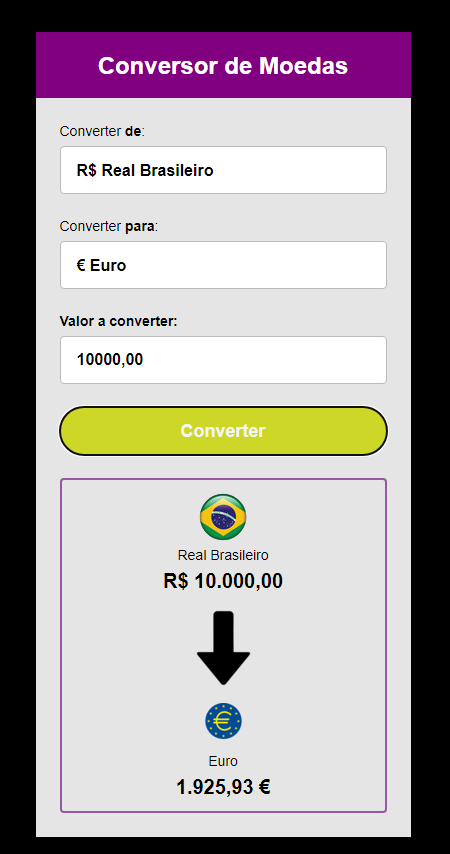 Conversor de Moedas
Converter de:
R$ Real Brasileiro
Converter para:
€ Euro
Valor a converter:
10000,00
Converter
Real Brasileiro
R$ 10.000,00
€
Euro
1.925,93 €